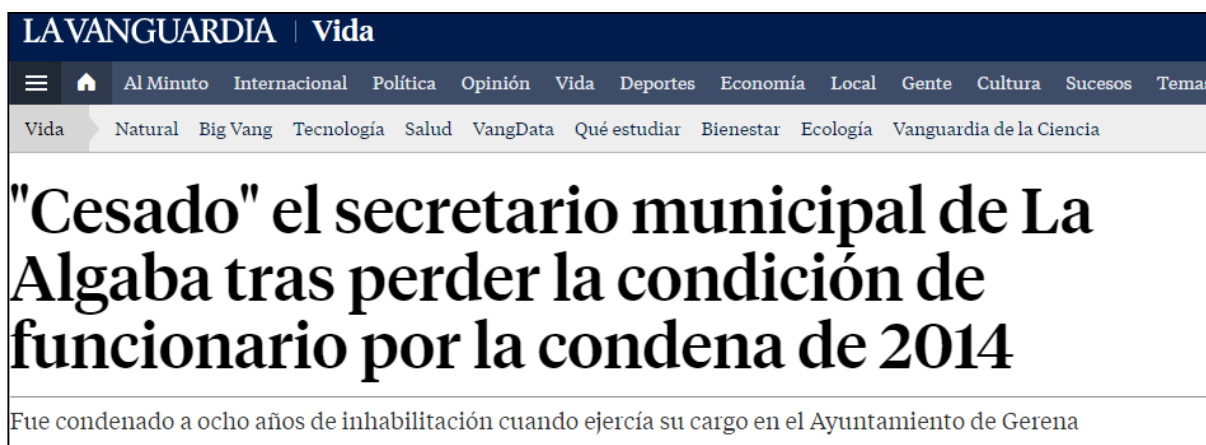 LA VANGUARDIA | Vida
Al Minuto Internacional Política Opinión Vida Deportes Economía Local Gente Cultura Sucesos Temas
Vida Natural Big Vang Tecnología Salud VangData Qué estudiar Bienestar Ecología Vanguardia de la Ciencia
"Cesado" el secretario municipal de La
Algaba tras perder la condición de
funcionario por la condena de 2014
Fue condenado a ocho años de inhabilitación cuando ejercía su cargo en el Ayuntamiento de Gerena